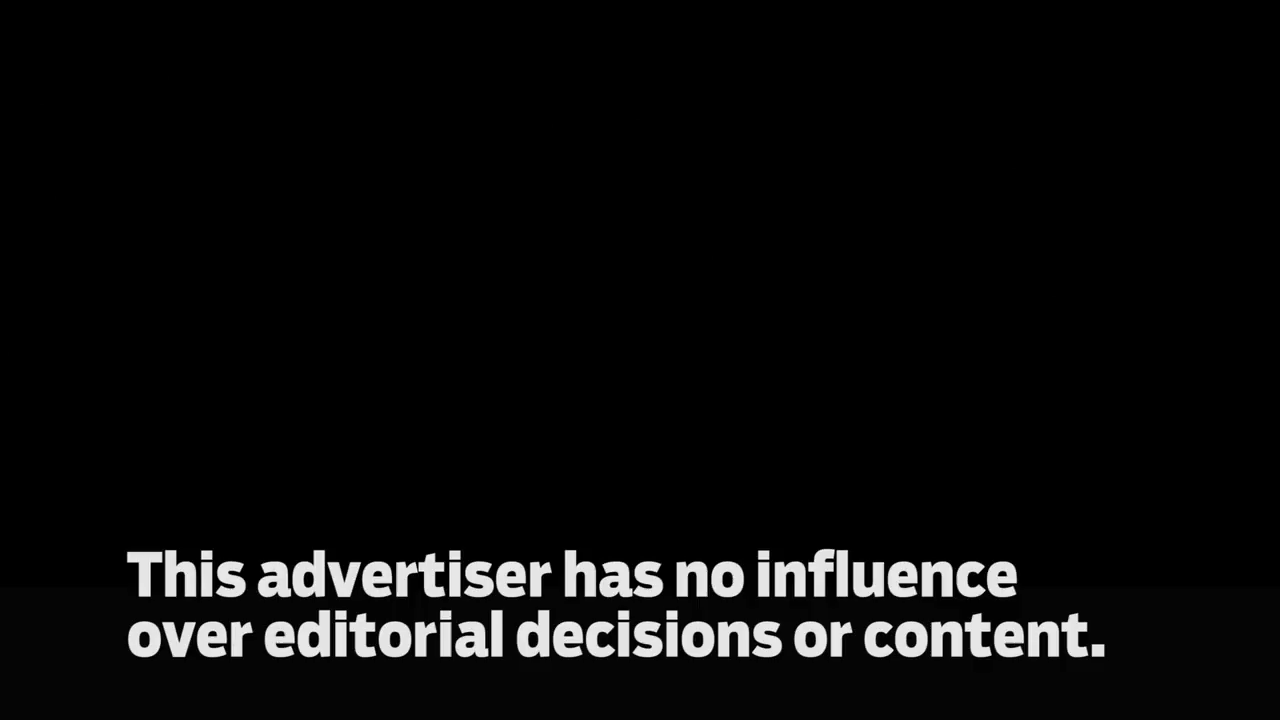 This advertiser has no influence
over editorial decisions or content.